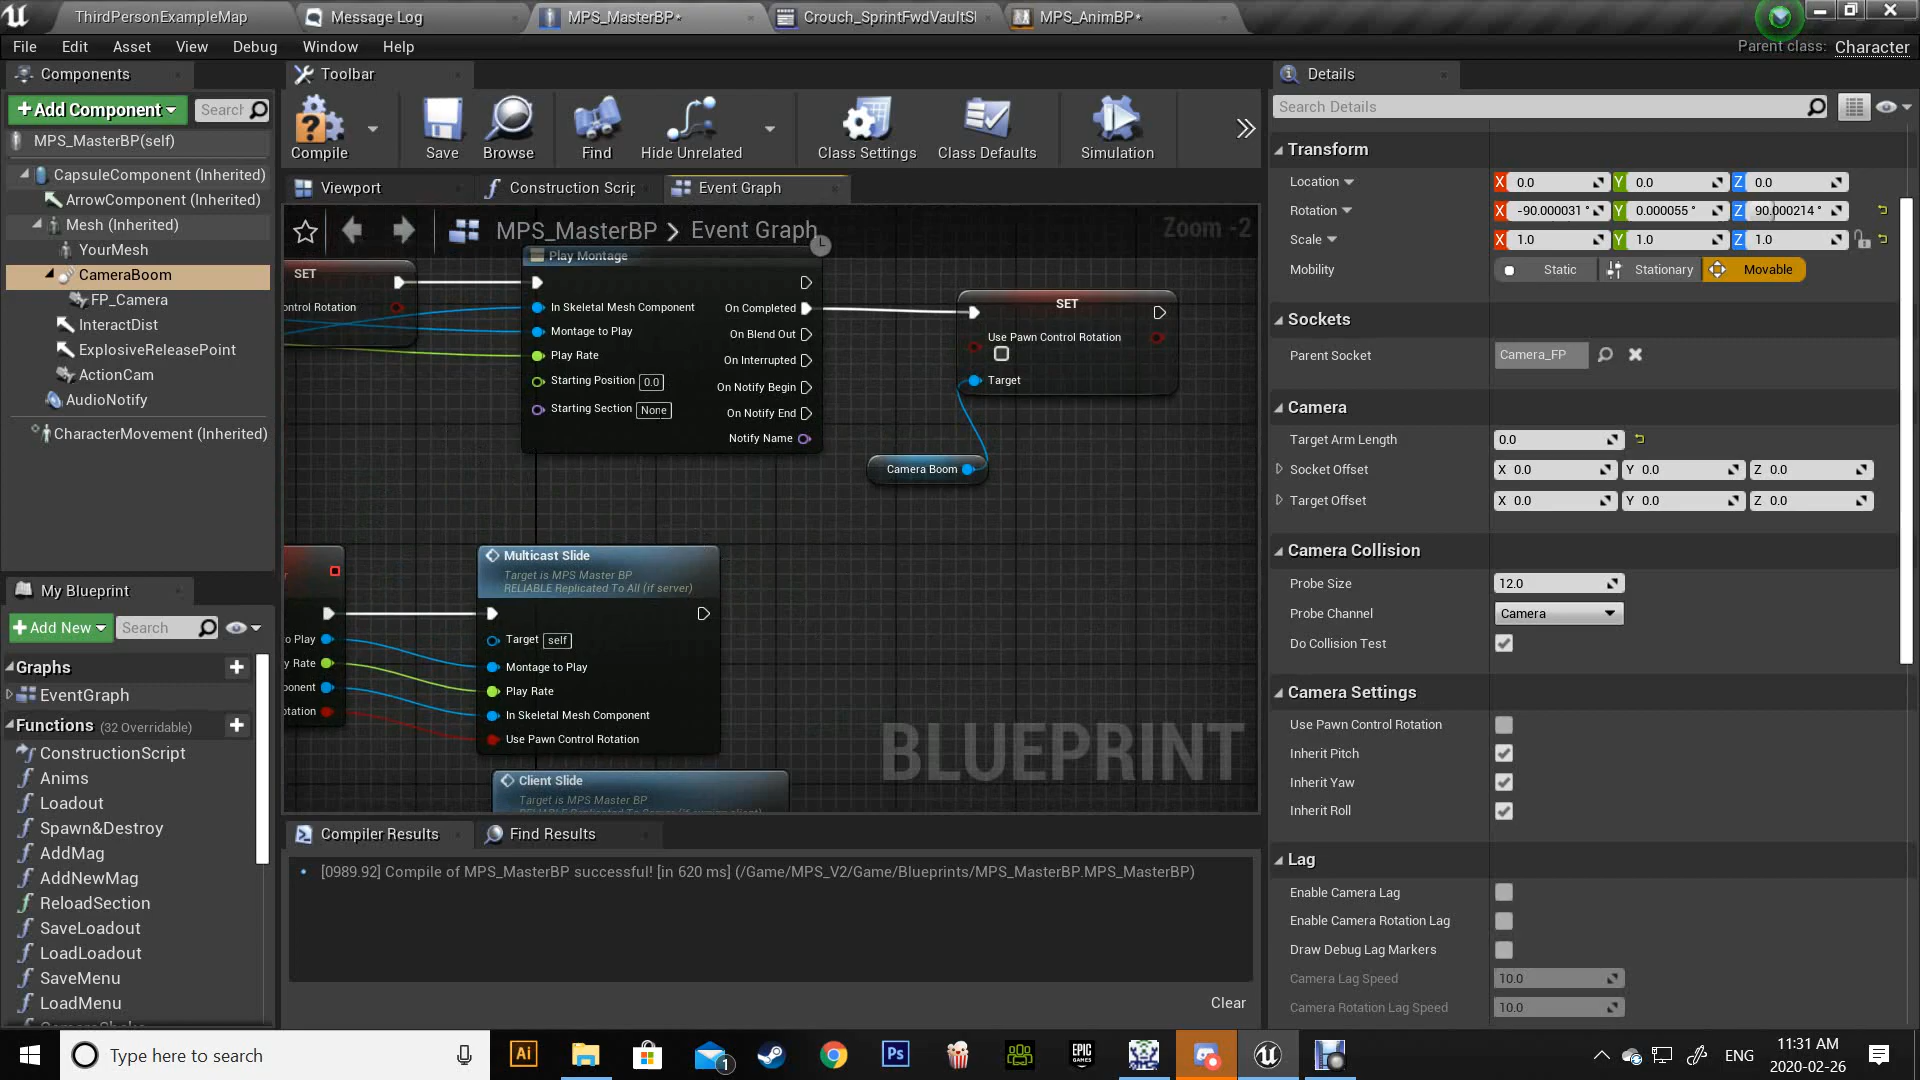 ThirdPersonExampleMap
Message Log
MPS_MasterBP*
Crouch_SprintFwdVaultSl
MPS_AnimBP*
File Edit Asset View Debug Window Help
Parent class: Character
Components
Add Component
Search
MPS_MasterBP(self)
CapsuleComponent (Inherited)
ArrowComponent (Inherited)
Mesh (Inherited)
YourMesh
CameraBoom
FP_Camera
InteractDist
ExplosiveReleasePoint
ActionCam
AudioNotify
CharacterMovement (Inherited)
My Blueprint
Add New
Search
Graphs
EventGraph
Functions (32 Overridable)
ConstructionScript
Anims
Loadout
Spawn&Destroy
AddMag
AddNewMag
ReloadSection
SaveLoadout
LoadLoadout
SaveMenu
LoadMenu
Toolbar
Compile
Save
Browse
Find
Hide Unrelated
Class Settings
Class Defaults
Simulation
Viewport
Construction Scrip
Event Graph
MPS_MasterBP > Event Graph
Zoom -2
SET
ontrol Rotation
Play Montage
In Skeletal Mesh Component
Montage to Play
Play Rate
Starting Position 0.0
Starting Section None
On Completed
On Blend Out
On Interrupted
On Notify Begin
On Notify End
Notify Name
SET
Use Pawn Control Rotation
Target
Camera Boom
to Play
y Rate
ponent
otation
Multicast Slide
Target is MPS Master BP
RELIABLE Replicated To All (if server)
Target self
Montage to Play
Play Rate
In Skeletal Mesh Component
Use Pawn Control Rotation
Client Slide
Target is MPS Master BP
BLUEPRINT
Compiler Results
Find Results
[0989.92] Compile of MPS_MasterBP successful! [in 620 ms] (/Game/MPS_V2/Game/Blueprints/MPS_MasterBP.MPS_MasterBP)
Clear
Details
Search Details
Transform
Location X 0.0 Y 0.0 Z 0.0
Rotation X -90.000031 ° Y 0.000055 ° Z 90.000214 °
Scale X 1.0 Y 1.0 Z 1.0
Mobility Static Stationary Movable
Sockets
Parent Socket Camera_FP
Camera
Target Arm Length 0.0
Socket Offset X 0.0 Y 0.0 Z 0.0
Target Offset X 0.0 Y 0.0 Z 0.0
Camera Collision
Probe Size 12.0
Probe Channel Camera
Do Collision Test
Camera Settings
Use Pawn Control Rotation
Inherit Pitch
Inherit Yaw
Inherit Roll
Lag
Enable Camera Lag
Enable Camera Rotation Lag
Draw Debug Lag Markers
Camera Lag Speed 10.0
Camera Rotation Lag Speed 10.0
Type here to search
Ai
1
Ps
EPIC
GAMES
ENG
11:31 AM
2020-02-26